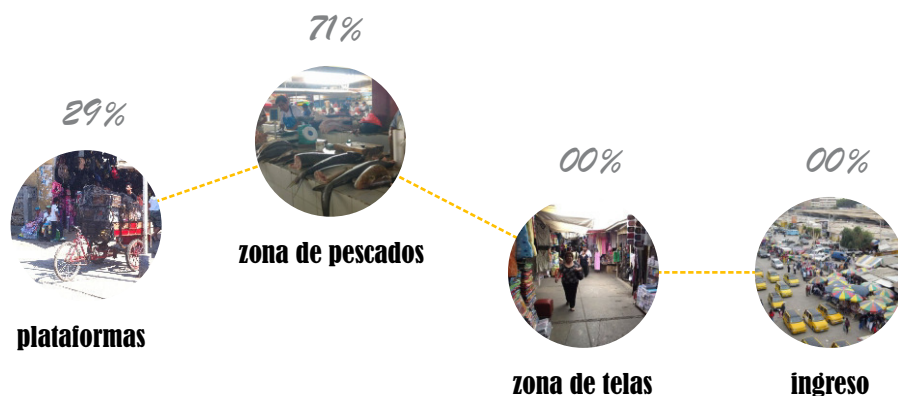 71%
29%
00%
00%
zona de pescados
plataformas
zona de telas
ingreso